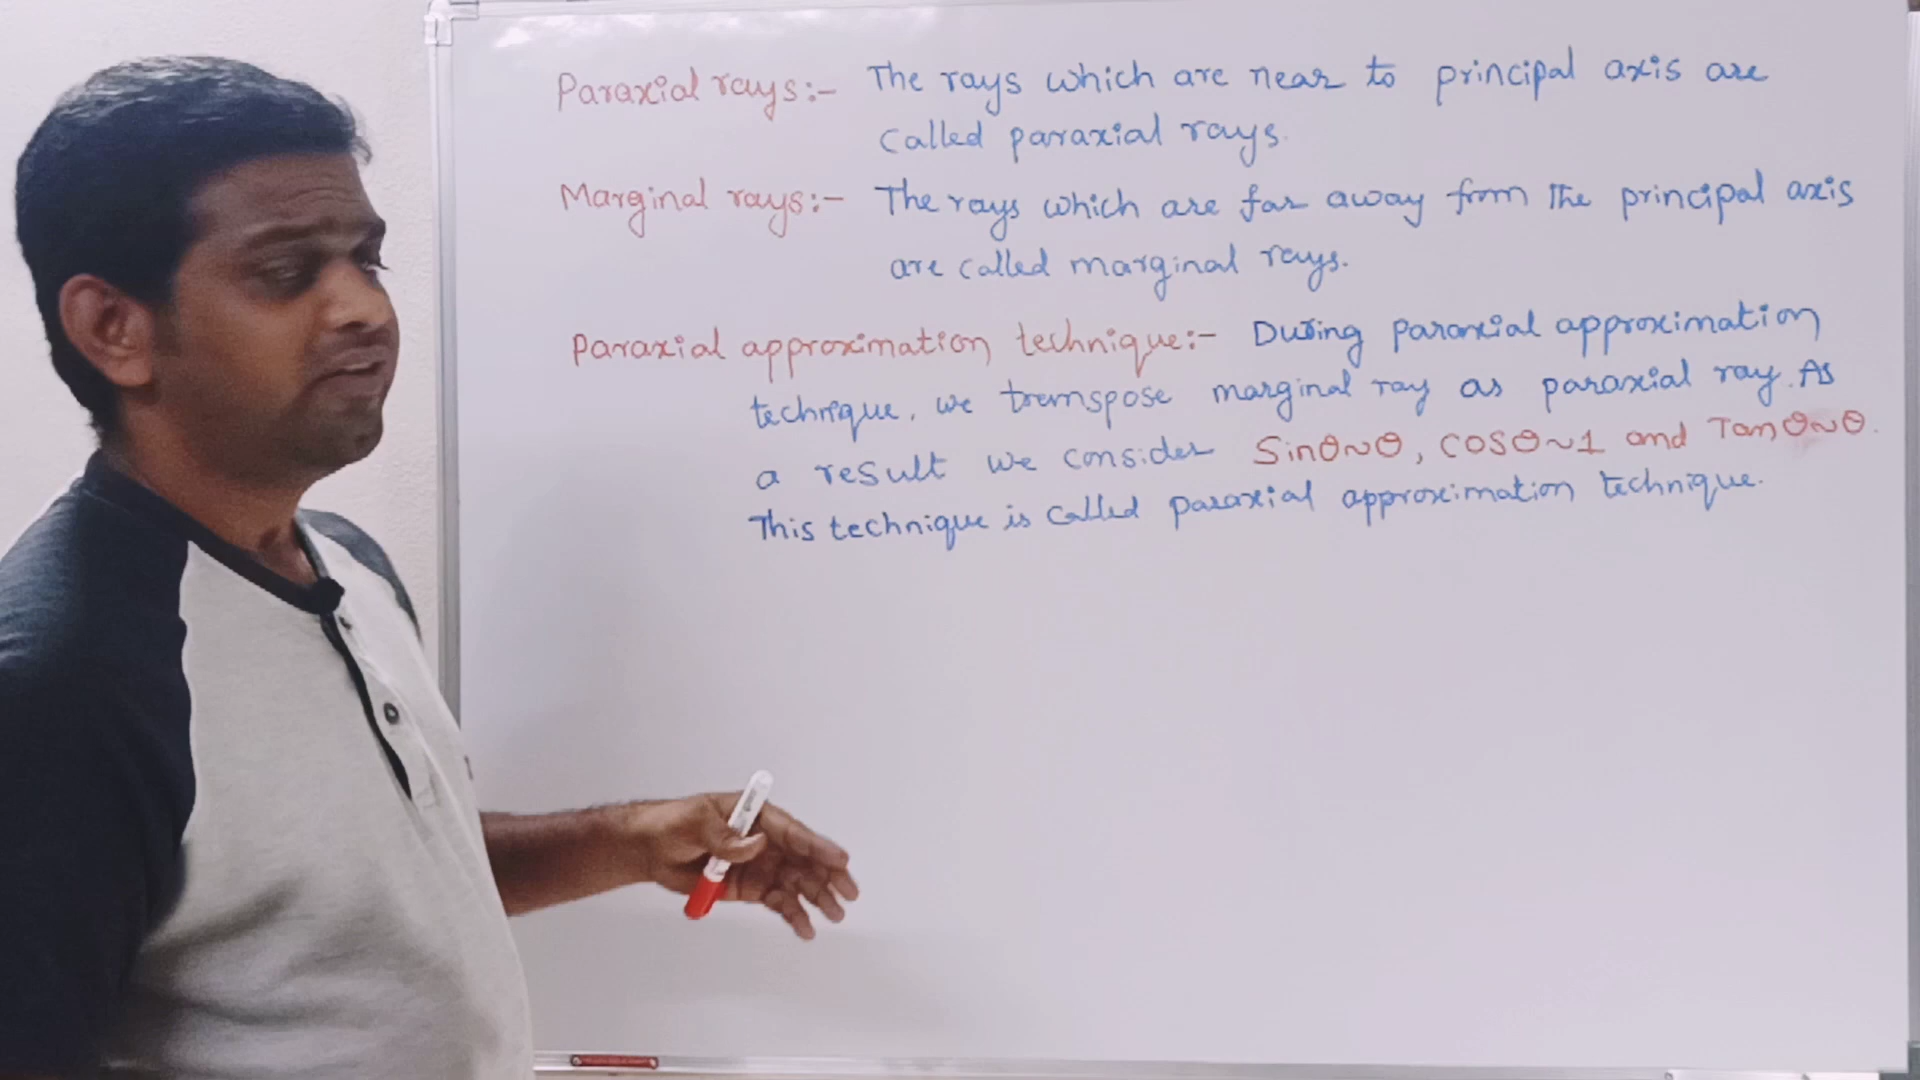 Paraxial rays:- The rays which are near to principal axis are
called paraxial rays.
Marginal rays:- The rays which are far away from the principal axis
are called marginal rays.
Paraxial approximation technique:- During paraxial approximation
technique, we transpose marginal ray as paraxial ray. As
a result we consider Sinθ~θ, COSθ~1 and Tanθ~θ.
This technique is called paraxial approximation technique.